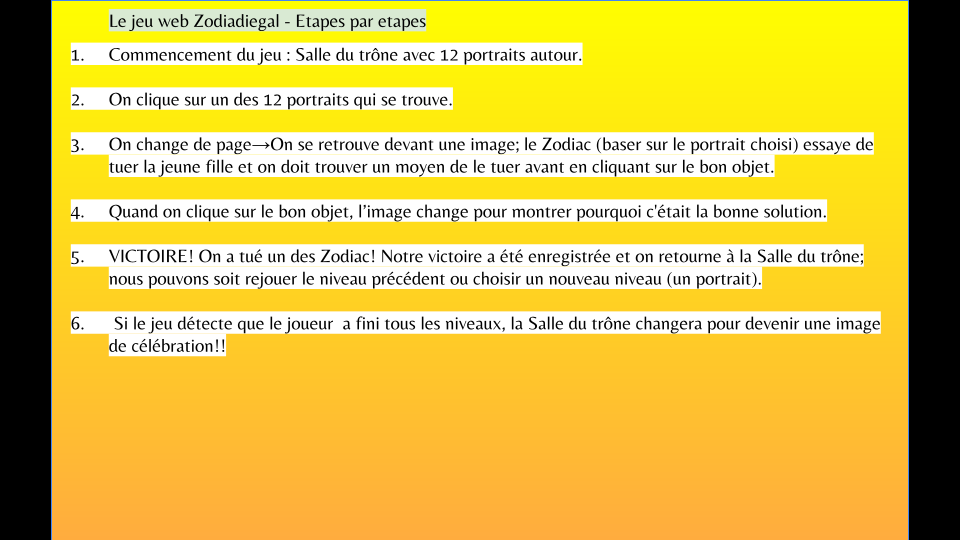 Le jeu web Zodiadiegal - Etapes par etapes
1. Commencement du jeu : Salle du trône avec 12 portraits autour.
2. On clique sur un des 12 portraits qui se trouve.
3. On change de page→On se retrouve devant une image; le Zodiac (baser sur le portrait choisi) essaye de
tuer la jeune fille et on doit trouver un moyen de le tuer avant en cliquant sur le bon objet.
4. Quand on clique sur le bon objet, l'image change pour montrer pourquoi c'était la bonne solution.
5. VICTOIRE! On a tué un des Zodiac! Notre victoire a été enregistrée et on retourne à la Salle du trône;
nous pouvons soit rejouer le niveau précédent ou choisir un nouveau niveau (un portrait).
6. Si le jeu détecte que le joueur a fini tous les niveaux, la Salle du trône changera pour devenir une image
de célébration!!